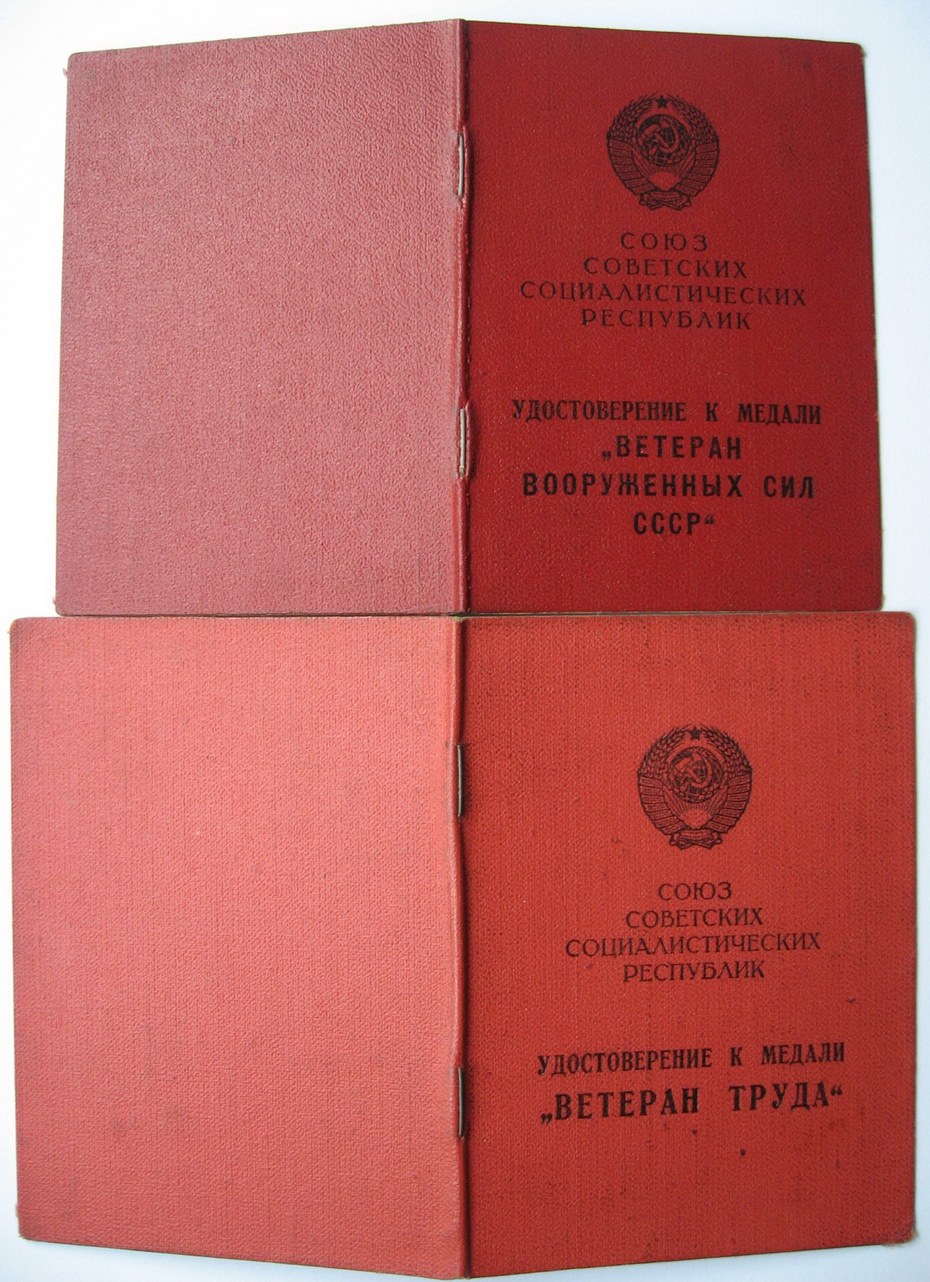 СОЮЗ
СОВЕТСКИХ
СОЦИАЛИСТИЧЕСКИХ
РЕСПУБЛИК
УДОСТОВЕРЕНИЕ К МЕДАЛИ
„ВЕТЕРАН
ВООРУЖЕННЫХ СИЛ
СССР“
СОЮЗ
СОВЕТСКИХ
СОЦИАЛИСТИЧЕСКИХ
РЕСПУБЛИК
УДОСТОВЕРЕНИЕ К МЕДАЛИ
„ВЕТЕРАН ТРУДА“